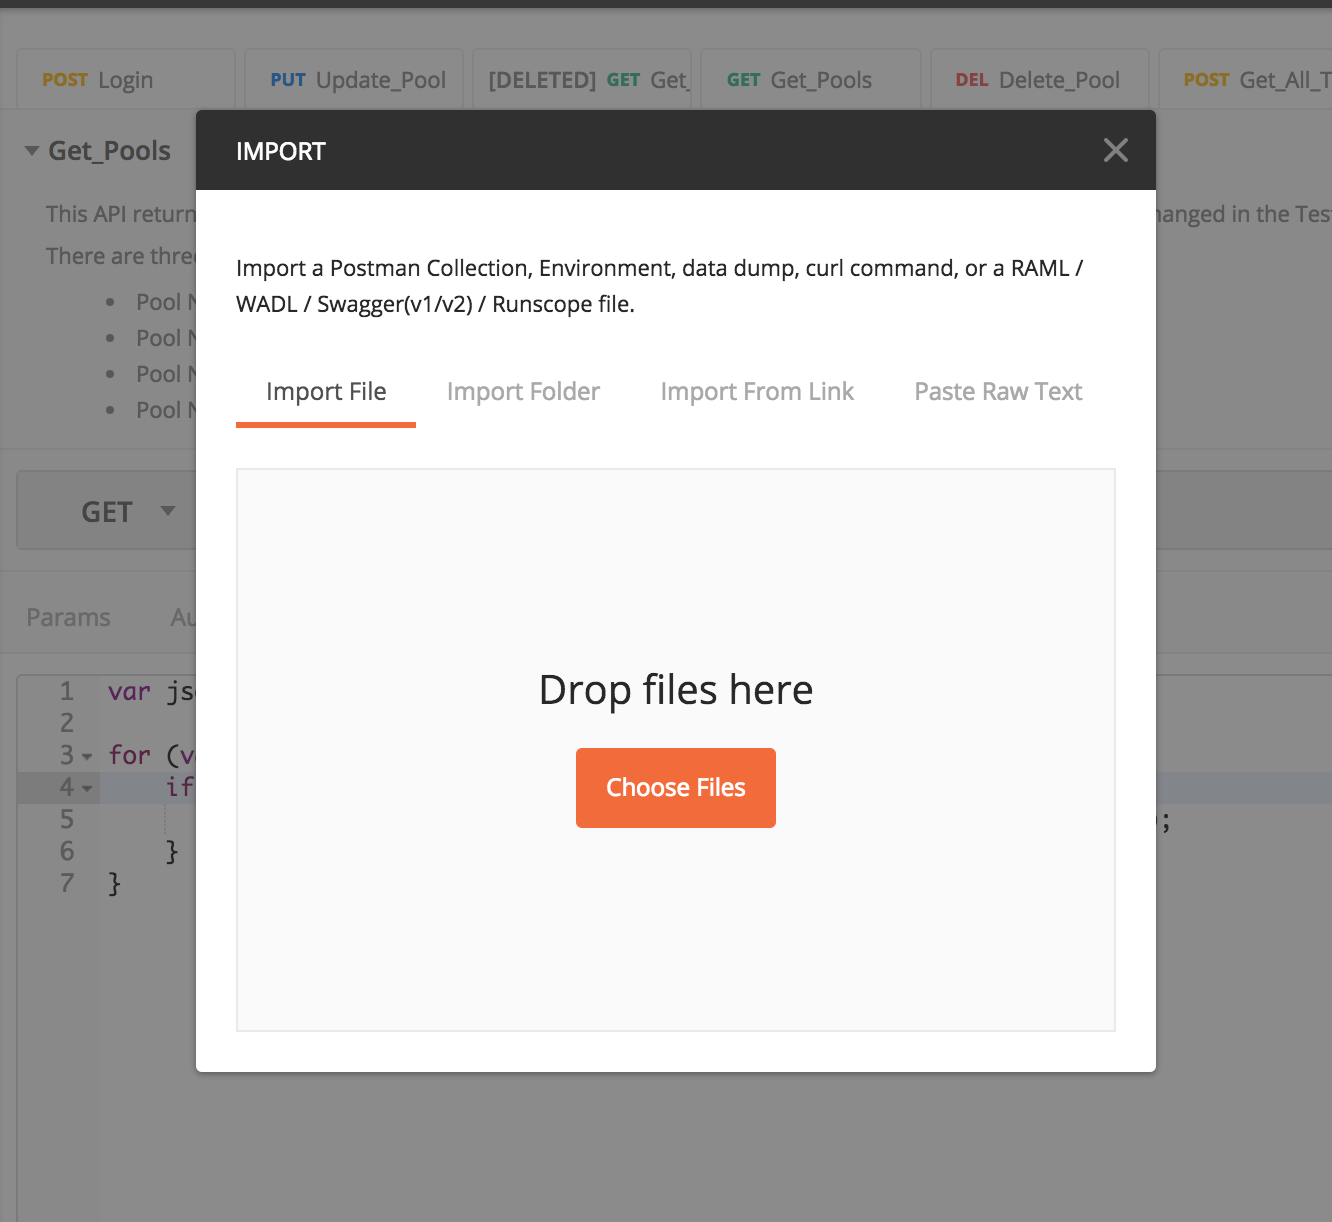 POST Login
PUT Update_Pool
[DELETED] GET Get_
GET Get_Pools
DEL Delete_Pool
POST Get_All_T
Get_Pools
IMPORT
This API return
hanged in the Tes
There are thre
Import a Postman Collection, Environment, data dump, curl command, or a RAML /
WADL / Swagger(v1/v2) / Runscope file.
• Pool N
• Pool N
• Pool N
• Pool N
Import File
Import Folder
Import From Link
Paste Raw Text
GET
Drop files here
Choose Files
Params
Au
1 var js
2
3 for (v
4 if
5 );
6 }
7 }